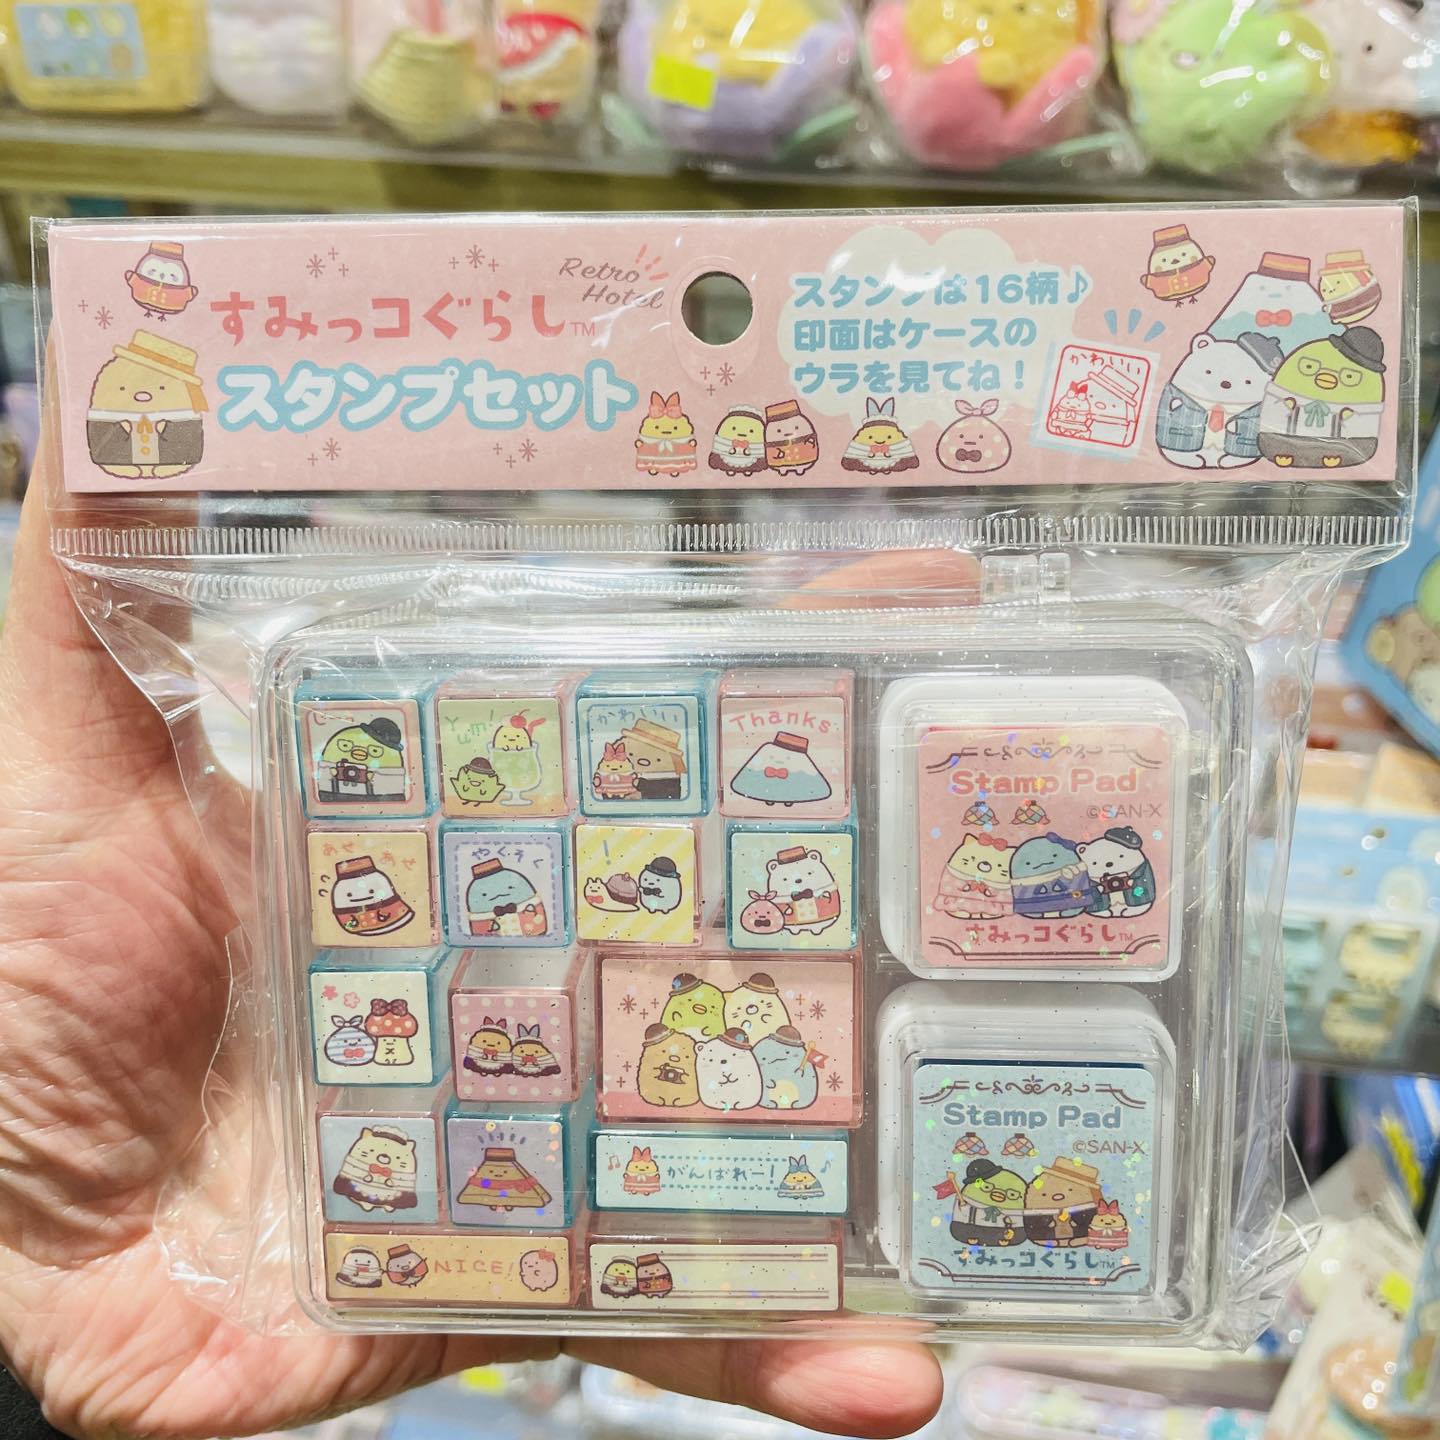 すみっコぐらし™
Retro
Hotel
スタンプセット
スタンプは16柄♪
印面はケースの
ウラを見てね!
かわいい
Yum!
かわいい
Thanks
あせ あせ
やくそく
!
がんばれー!
NICE!
Stamp Pad
©SAN-X
すみっコぐらし™
Stamp Pad
©SAN-X
すみっコぐらし™